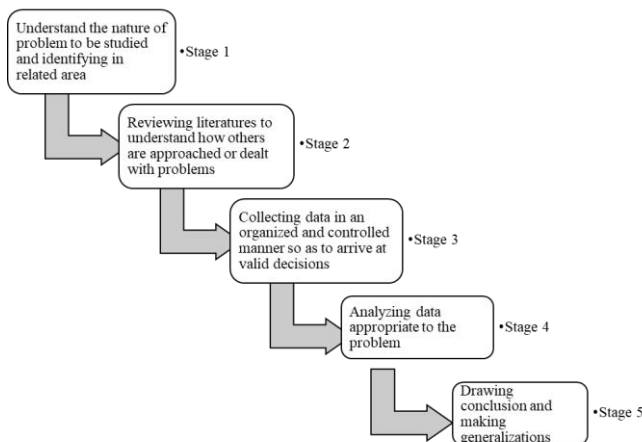 Understand the nature of
problem to be studied
and identifying in
related area
•Stage 1
Reviewing literatures to
understand how others
are approached or dealt
with problems
•Stage 2
Collecting data in an
organized and controlled
manner so as to arrive at
valid decisions
•Stage 3
Analyzing data
appropriate to the
problem
•Stage 4
Drawing
conclusion and
making
generalizations
•Stage 5